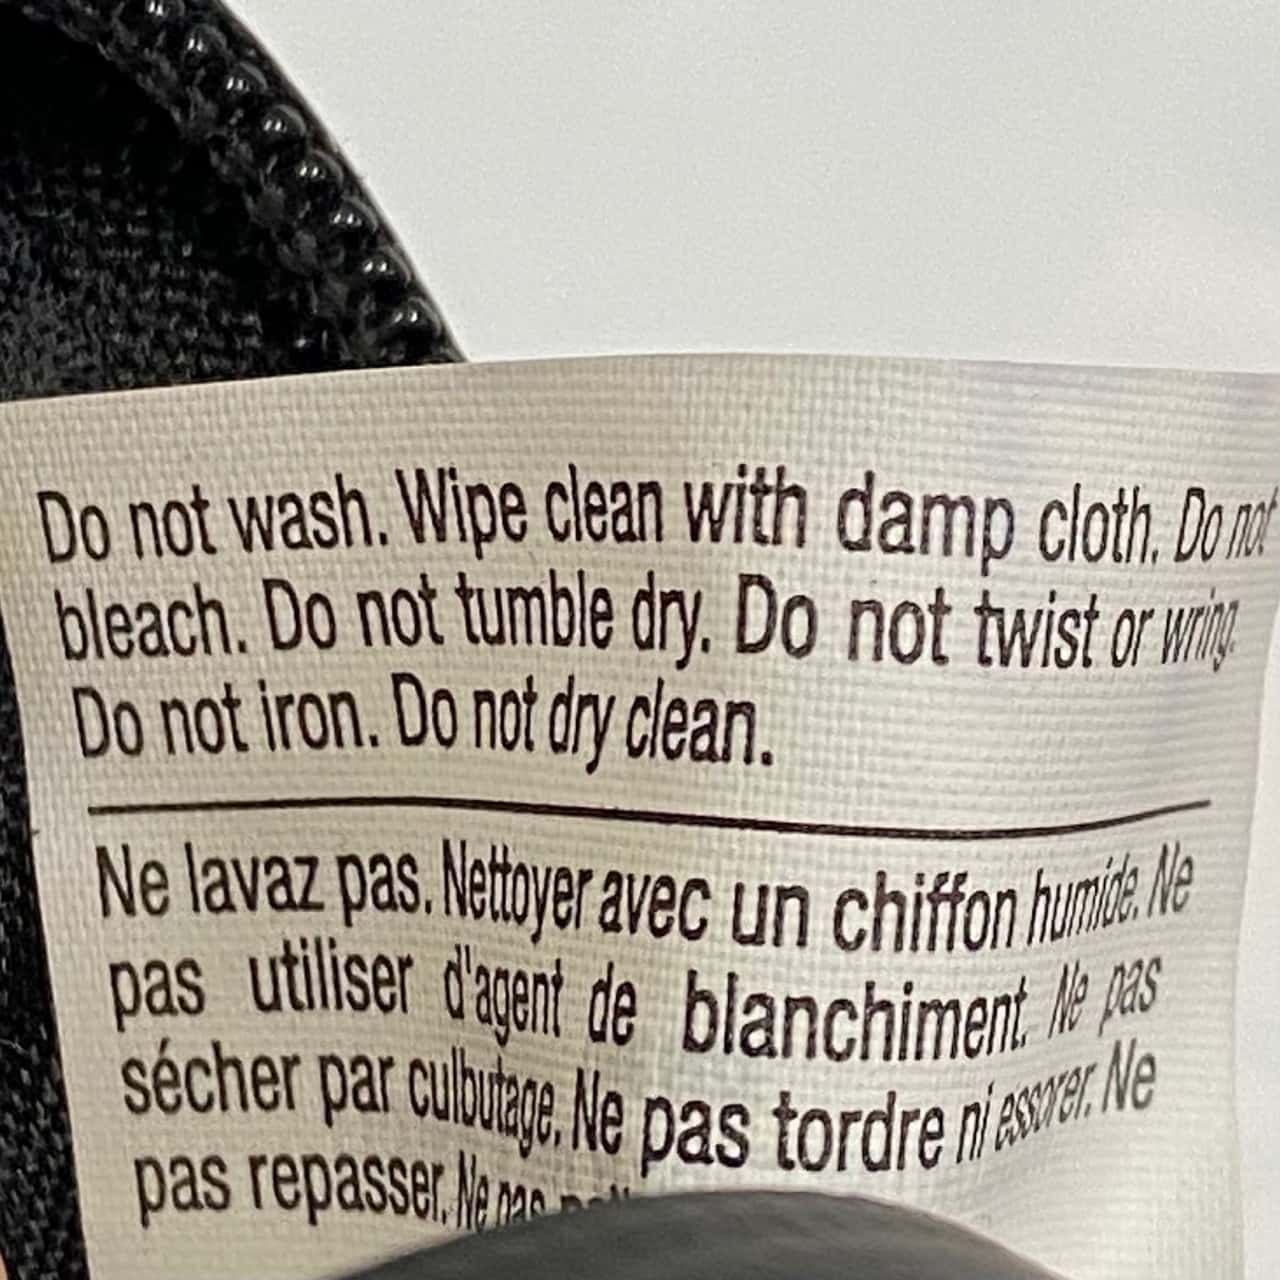 Do not wash. Wipe clean with damp cloth. Do not
bleach. Do not tumble dry. Do not twist or wring.
Do not iron. Do not dry clean.
Ne lavaz pas. Nettoyer avec un chiffon humide. Ne
pas utiliser d'agent de blanchiment. Ne pas
sécher par culbutage. Ne pas tordre ni essorer. Ne
pas repasser. Ne pas